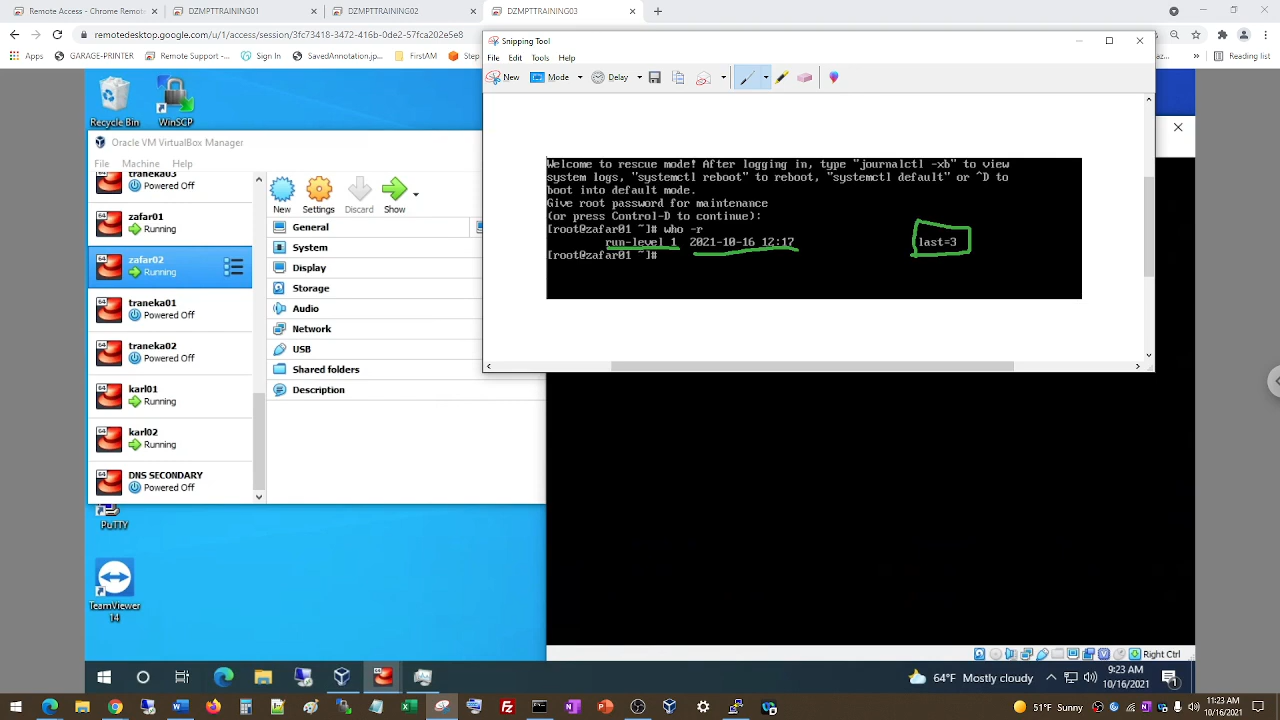 Remote Access -
DZMPTTRAINING01
DZMPTTRAINING02
DZMPTTRAINING03
remotedesktop.google.com/u/1/access/session/3fc73418-3472-416b-0de2-57fca202e5e8
Apps
GARAGE-PRINTER
Remote Support -...
Sign In
SavedAnnotation.jp...
FirstIAM
Step
ez...
Reading list
Snipping Tool
File Edit Tools Help
New
Mode
Delay
Welcome to rescue mode! After logging in, type "journalctl -xb" to view
system logs, "systemctl reboot" to reboot, "systemctl default" or ^D to
boot into default mode.
Give root password for maintenance
(or press Control-D to continue):
[root@zafar01 ~]# who -r
run-level 1 2021-10-16 12:17 last=3
[root@zafar01 ~]#
Recycle Bin
WinSCP
Oracle VM VirtualBox Manager
File Machine Help
New
Settings
Discard
Show
traneka03
Powered Off
zafar01
Running
zafar02
Running
traneka01
Powered Off
traneka02
Powered Off
karl01
Running
karl02
Running
DNS SECONDARY
Powered Off
General
System
Display
Storage
Audio
Network
USB
Shared folders
Description
PuTTY
TeamViewer
14
Right Ctrl
64°F Mostly cloudy
9:23 AM
10/16/2021
51°F Sunny
11:23 AM
10/16/2021